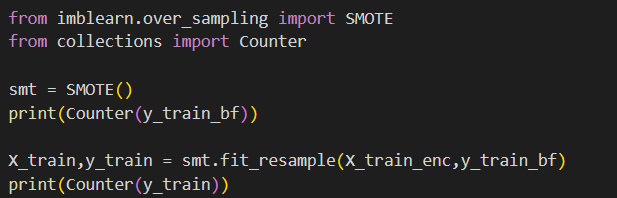 from imblearn.over_sampling import SMOTE
from collections import Counter
smt = SMOTE()
print(Counter(y_train_bf))
X_train,y_train = smt.fit_resample(X_train_enc,y_train_bf)
print(Counter(y_train))